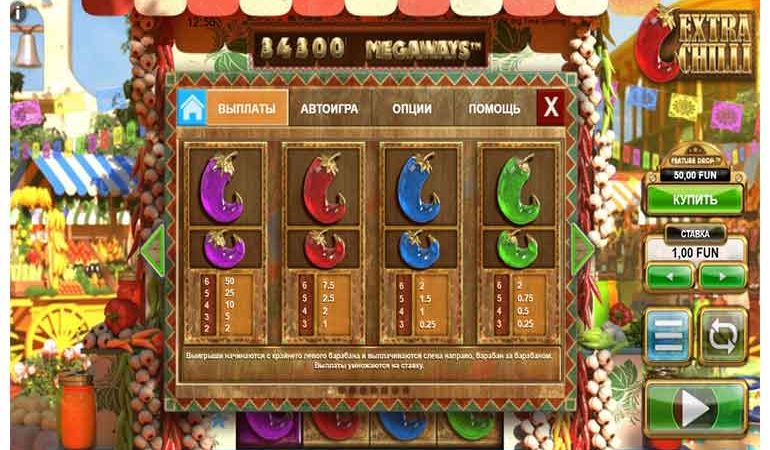 i
12:50
34300 MEGAWAYS™
EXTRA
CHILLI
ВЫПЛАТЫ АВТОИГРА ОПЦИИ ПОМОЩЬ X
FEATURE DROP™
50,00 FUN
КУПИТЬ
СТАВКА
1,00 FUN
6 50
5 25
4 10
3 5
2 2
6 7.5
5 2.5
4 2
3 1
6 2
5 1.5
4 1
3 0.25
6 2
5 0.75
4 0.5
3 0.25
Выигрыши начинаются с крайнего левого барабана и выплачиваются слева направо, барабан за барабаном.
Выплаты умножаются на ставку.